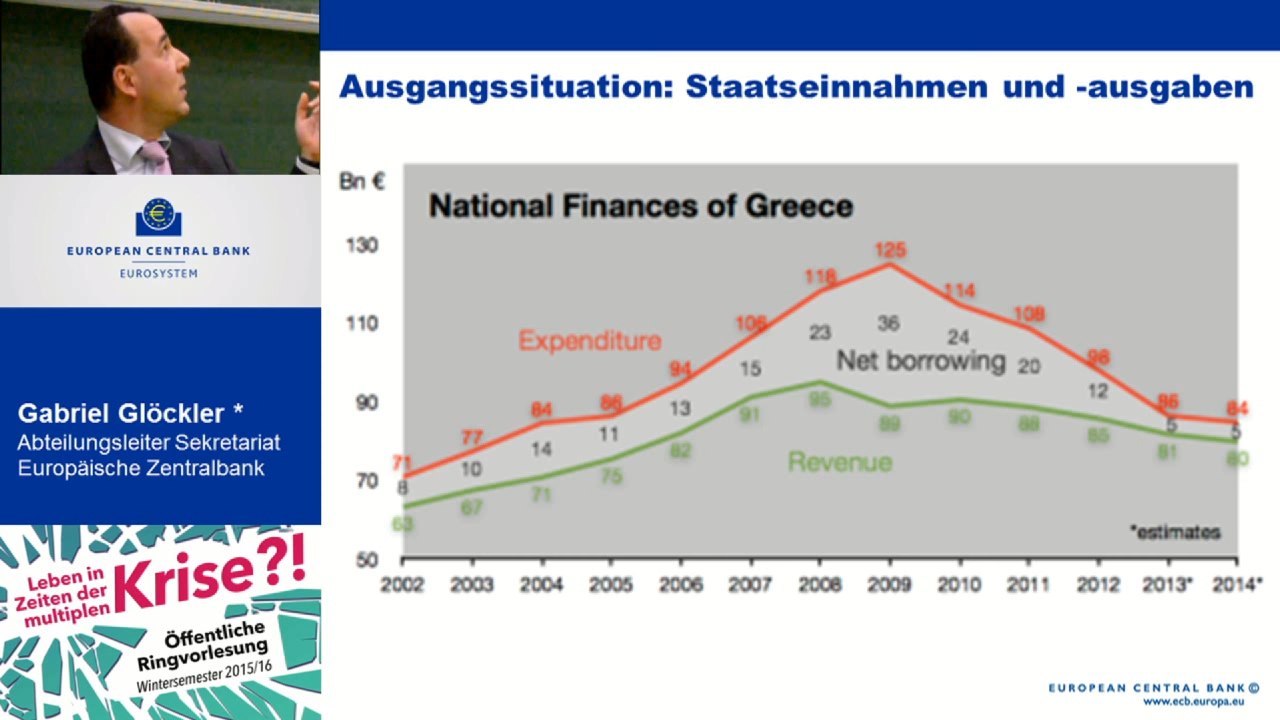 Ausgangssituation: Staatseinnahmen und -ausgaben
EUROPEAN CENTRAL BANK
EUROSYSTEM
Gabriel Glöckler *
Abteilungsleiter Sekretariat
Europäische Zentralbank
Leben in
Zeiten der
multiplen
Krise?!
Öffentliche
Ringvorlesung
Wintersemester 2015/16
Bn €
National Finances of Greece
130
110
90
70
50
Expenditure
71 77 84 86 94 106 118 125 114 108 98 86 84
Net borrowing
8 10 14 11 13 15 23 36 24 20 12 5 5
Revenue
63 67 71 75 82 91 95 89 90 88 85 81 80
*estimates
2002 2003 2004 2005 2006 2007 2008 2009 2010 2011 2012 2013* 2014*
EUROPEAN CENTRAL BANK ©
www.ecb.europa.eu